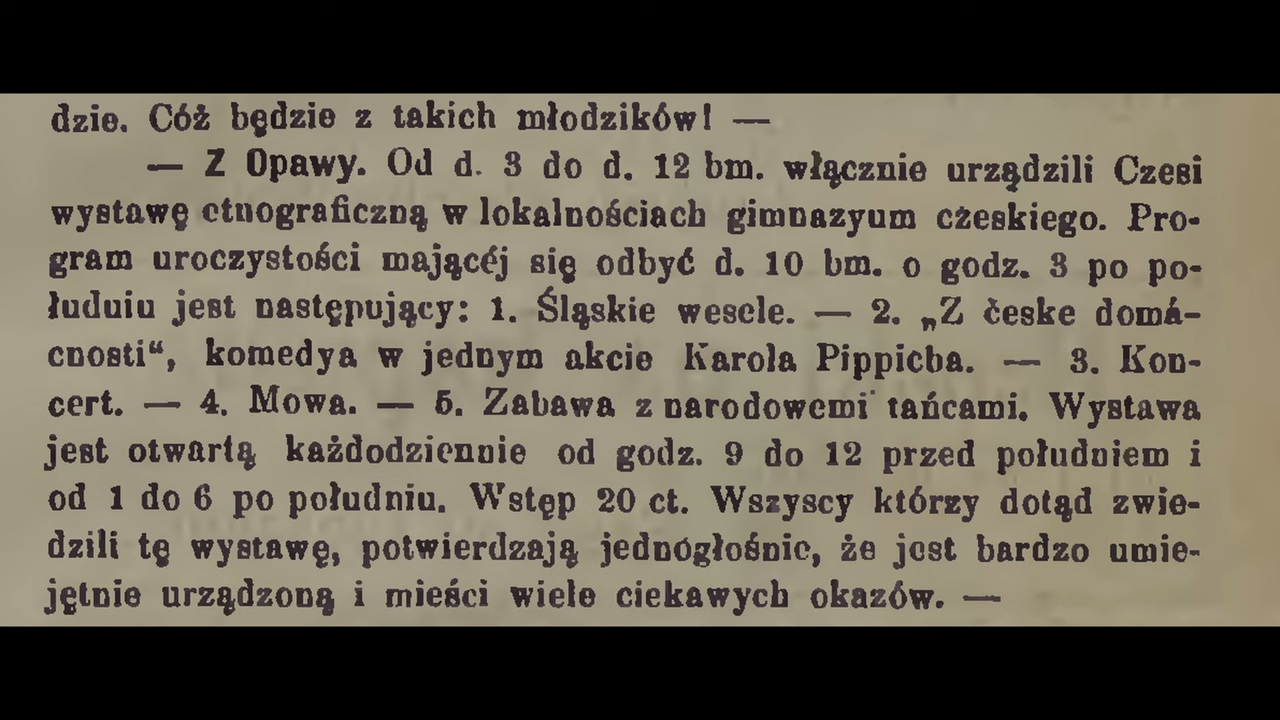 dzie. Cóż będzie z takich młodzików! —
— Z Opawy. Od d. 3 do d. 12 bm. włącznie urządzili Czesi
wystawę etnograficzną w lokalnościach gimnazyum czeskiego. Pro-
gram uroczystości mającéj się odbyć d. 10 bm. o godz. 3 po po-
łudniu jest następujący: 1. Śląskie wesele. — 2. „Z česke domá-
cnosti“, komedya w jednym akcie Karola Pippicha. — 3. Kon-
cert. — 4. Mowa. — 5. Zabawa z narodowemi tańcami. Wystawa
jest otwartą każdodziennie od godz. 9 do 12 przed południem i
od 1 do 6 po południu. Wstęp 20 ct. Wszyscy którzy dotąd zwie-
dzili tę wystawę, potwierdzają jednogłośnie, że jest bardzo umie-
jętnie urządzoną i mieści wiele ciekawych okazów. —